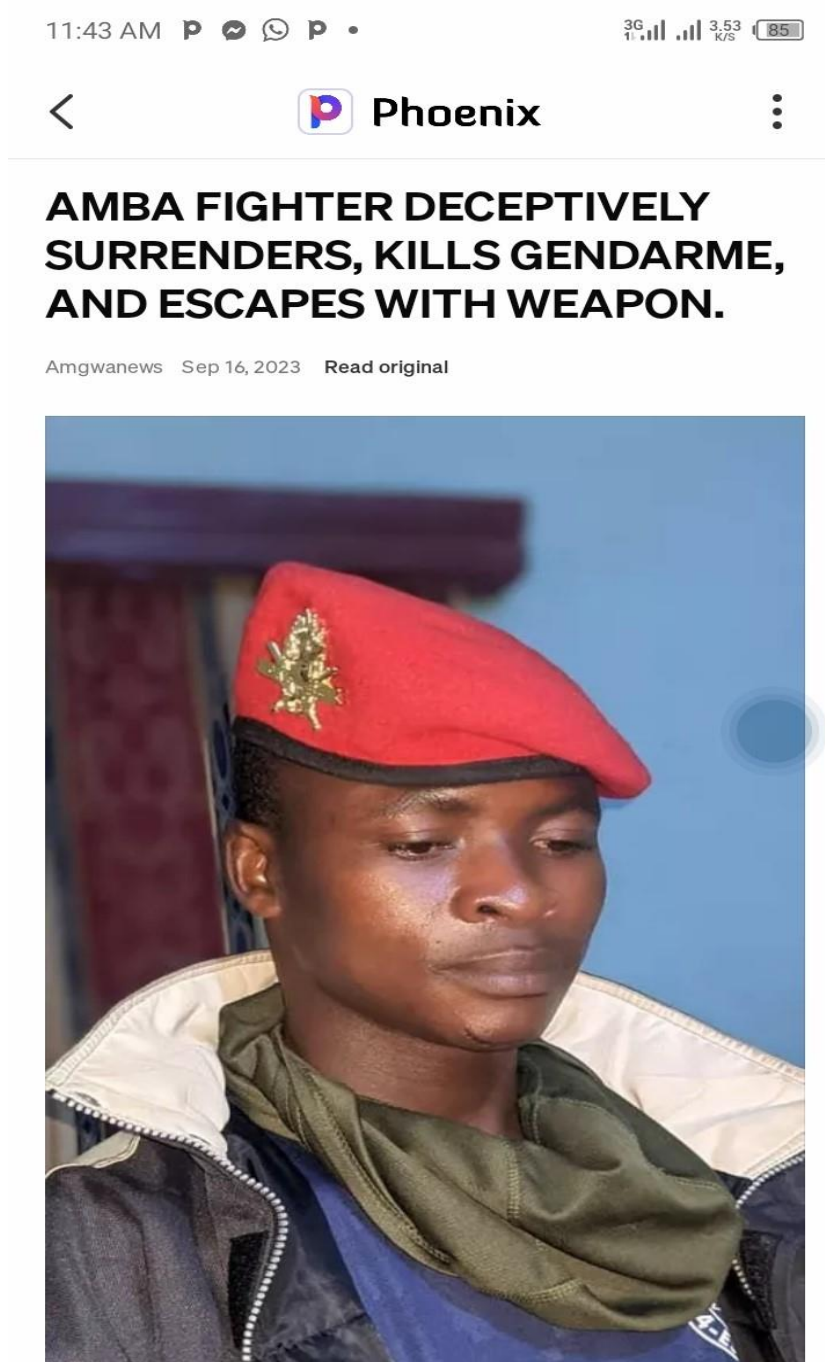 11:43 AM
3G
3.53
K/S
85
Phoenix
AMBA FIGHTER DECEPTIVELY
SURRENDERS, KILLS GENDARME,
AND ESCAPES WITH WEAPON.
Amgwanews Sep 16, 2023 Read original